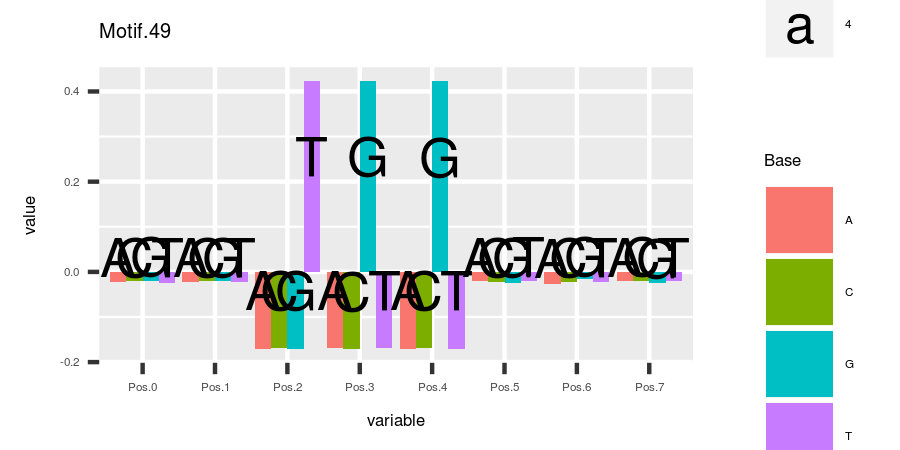 Motif.49
a 4
value
0.4
0.2
0.0
-0.2
T G G
A C G T A C G T A C G T A C G T A C G T
A C G A C T A C T
Pos.0 Pos.1 Pos.2 Pos.3 Pos.4 Pos.5 Pos.6 Pos.7
variable
Base
A
C
G
T